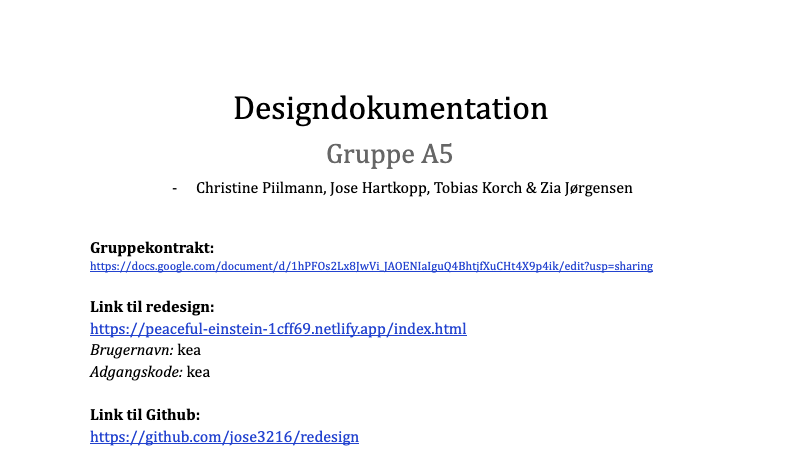 Designdokumentation
Gruppe A5
- Christine Piilmann, Jose Hartkopp, Tobias Korch & Zia Jørgensen
Gruppekontrakt:
https://docs.google.com/document/d/1hPFOs2Lx8JwVi_JAOENIaIguQ4BhtjfXuCHt4X9p4ik/edit?usp=sharing
Link til redesign:
https://peaceful-einstein-1cff69.netlify.app/index.html
Brugernavn: kea
Adgangskode: kea
Link til Github:
https://github.com/jose3216/redesign